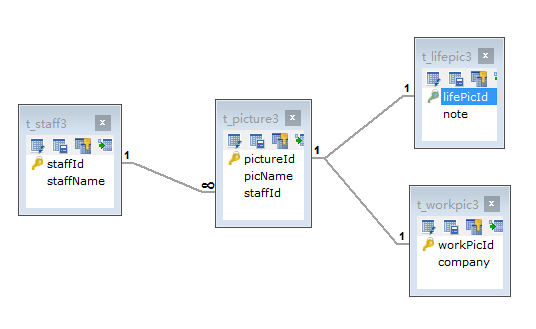 t_staff3
x
staffId
staffName
1
∞
t_picture3
x
pictureId
picName
staffId
1
1
t_lifepic3
x
lifePicId
note
1
t_workpic3
x
workPicId
company